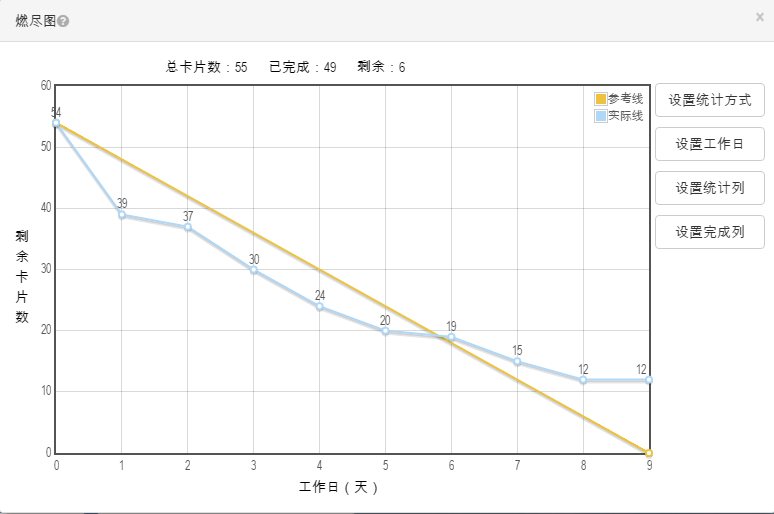 燃尽图?
×
总卡片数：55 已完成：49 剩余：6
参考线
实际线
设置统计方式
设置工作日
设置统计列
设置完成列
剩余卡片数
60
50
40
30
20
10
0
54
39
37
30
24
20
19
15
12
12
0 1 2 3 4 5 6 7 8 9
工作日（天）